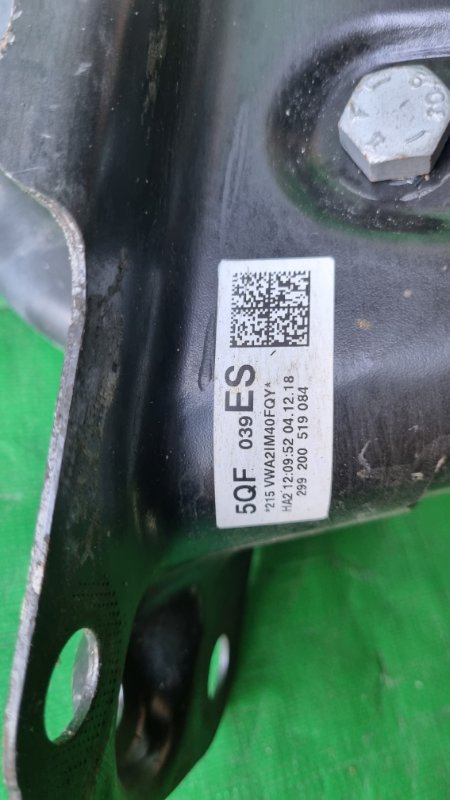 5QF 039 ES
*215 VWA2IM40FQY*
HA2 12:09:52 04.12.18
299 200 519 084